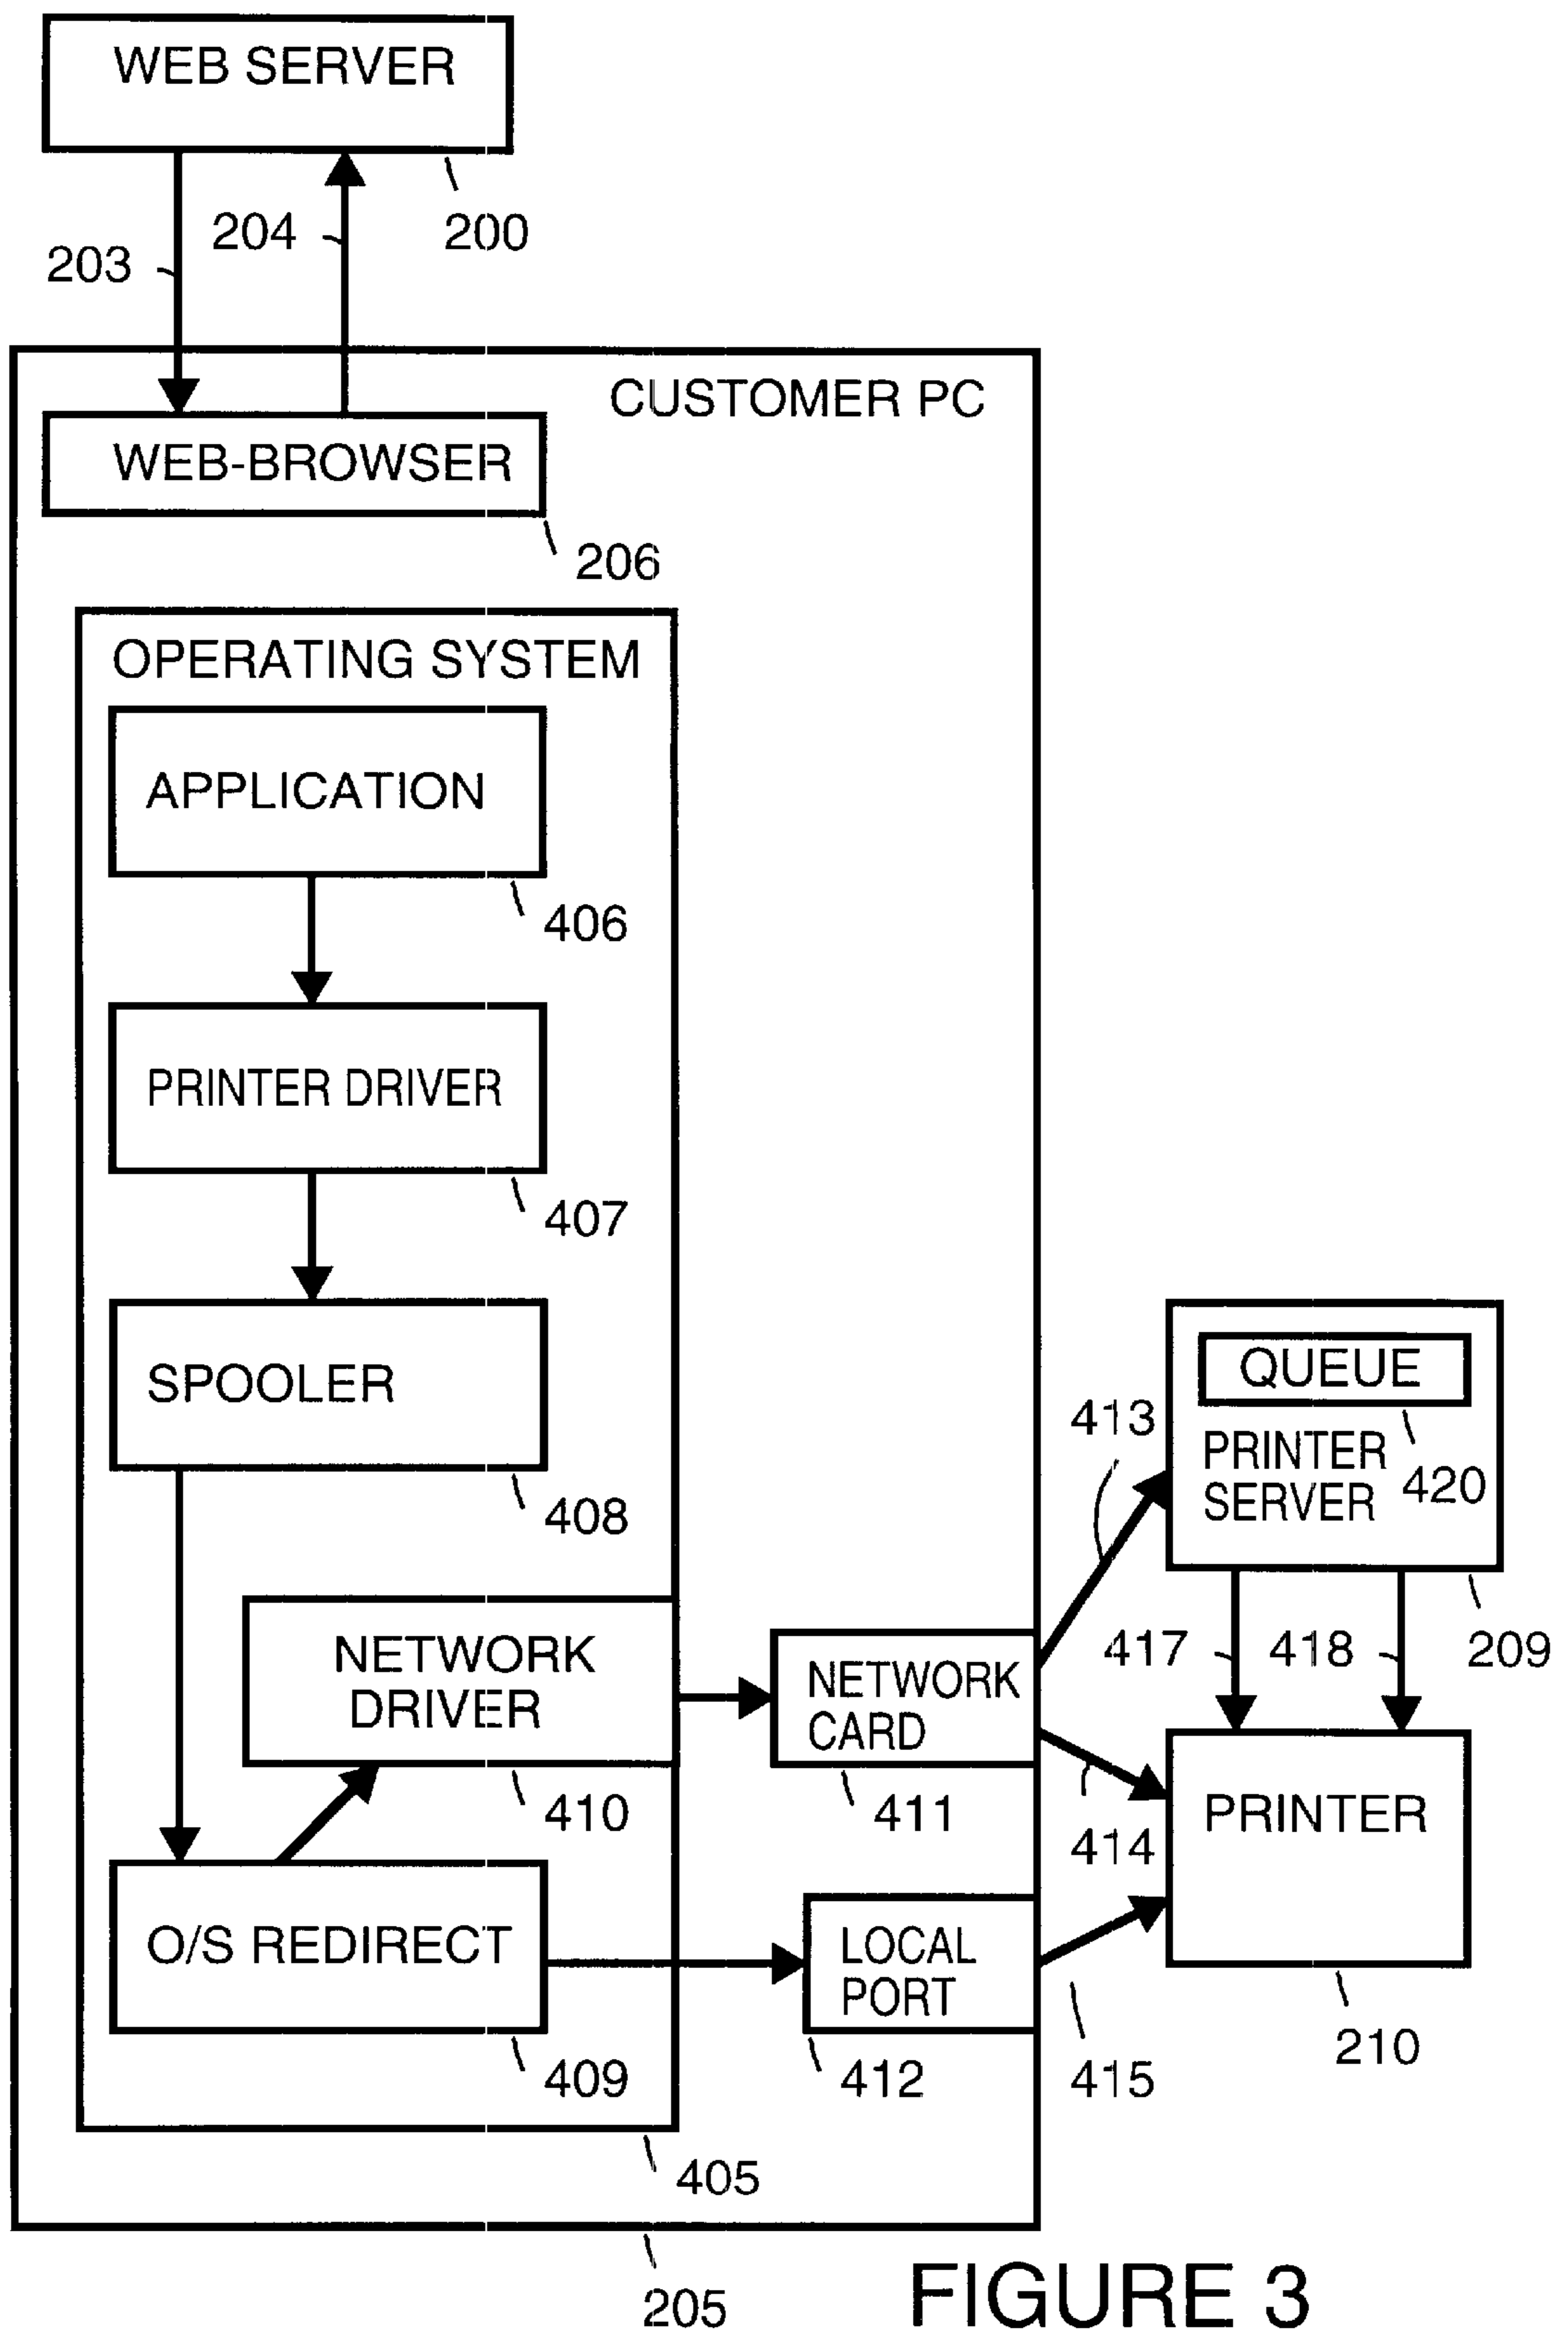 WEB SERVER
200
203
204
CUSTOMER PC
WEB-BROWSER
206
OPERATING SYSTEM
APPLICATION
406
PRINTER DRIVER
407
SPOOLER
408
NETWORK
DRIVER
410
O/S REDIRECT
409
405
205
NETWORK
CARD
411
LOCAL
PORT
412
413
414
415
QUEUE
420
PRINTER
SERVER
209
417
418
PRINTER
210
FIGURE 3